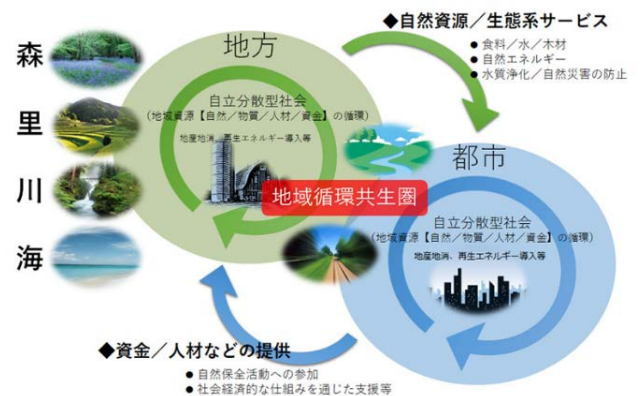 ◆自然資源／生態系サービス
● 食料／水／木材
● 自然エネルギー
● 水質浄化／自然災害の防止
森
里
川
海
地方
自立分散型社会
（地域資源【自然／物質／人材／資金】の循環）
地産地消、再生エネルギー導入等
地域循環共生圏
都市
自立分散型社会
（地域資源【自然／物質／人材／資金】の循環）
地産地消、再生エネルギー導入等
◆資金／人材などの提供
● 自然保全活動への参加
● 社会経済的な仕組みを通じた支援等